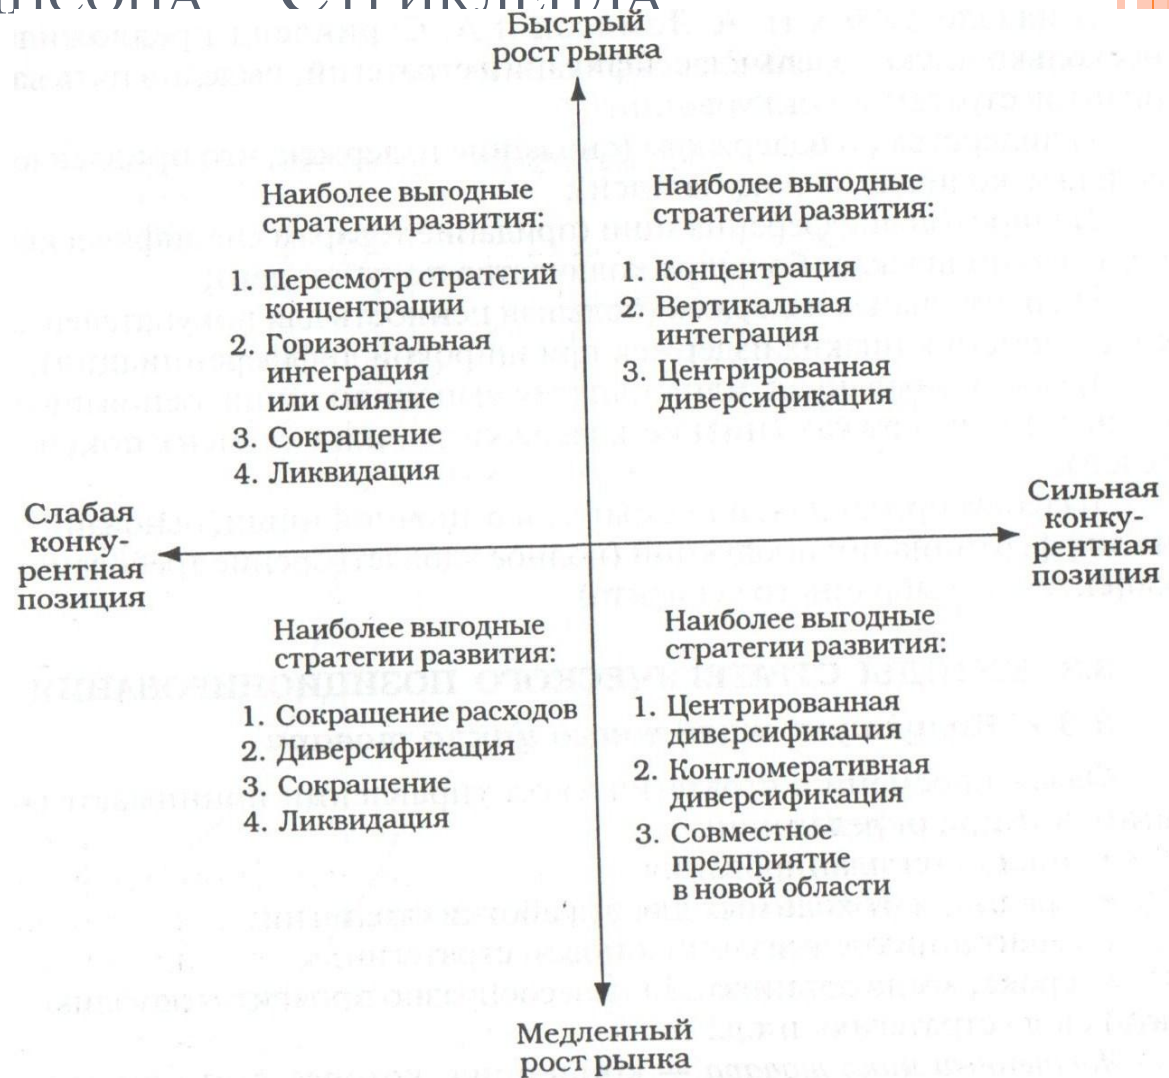 Быстрый
рост рынка
Наиболее выгодные
стратегии развития:
1. Пересмотр стратегий
концентрации
2. Горизонтальная
интеграция
или слияние
3. Сокращение
4. Ликвидация
Наиболее выгодные
стратегии развития:
1. Концентрация
2. Вертикальная
интеграция
3. Центрированная
диверсификация
Слабая
конку-
рентная
позиция
Сильная
конку-
рентная
позиция
Наиболее выгодные
стратегии развития:
1. Сокращение расходов
2. Диверсификация
3. Сокращение
4. Ликвидация
Наиболее выгодные
стратегии развития:
1. Центрированная
диверсификация
2. Конгломеративная
диверсификация
3. Совместное
предприятие
в новой области
Медленный
рост рынка